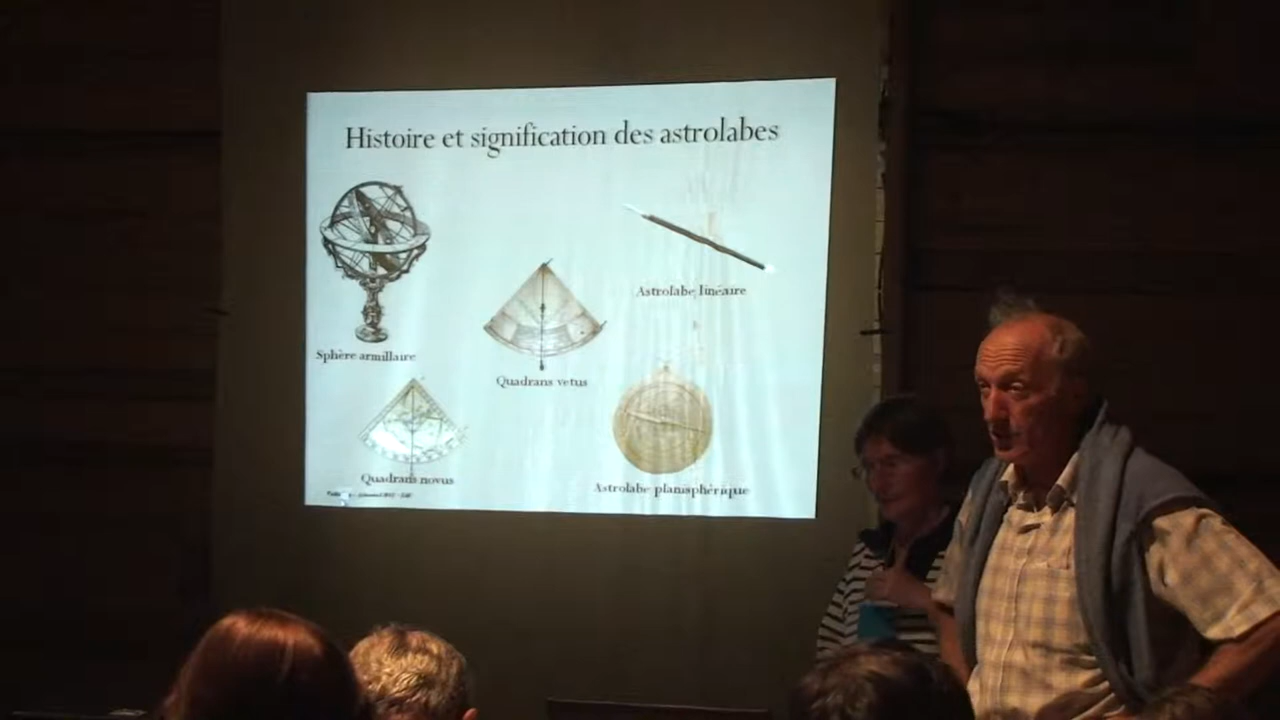 Histoire et signification des astrolabes
Astrolabe linéaire
Sphère armillaire
Quadrans vetus
Quadrans novus
Astrolabe planisphérique